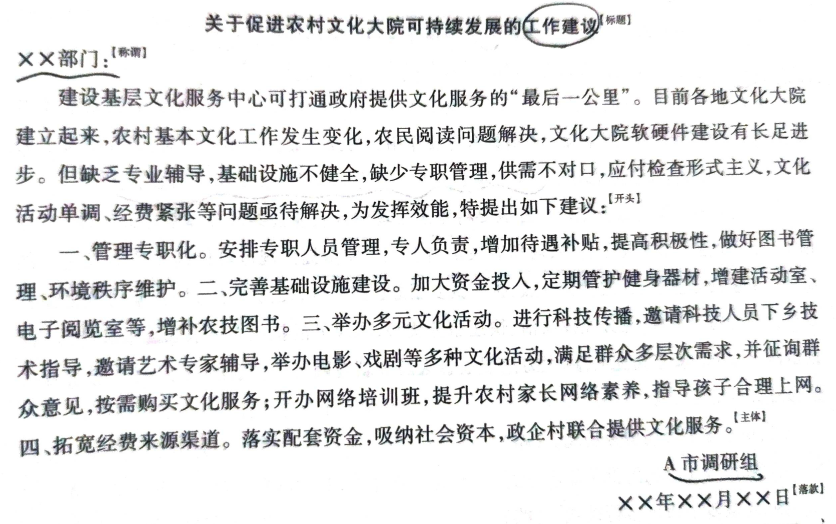 关于促进农村文化大院可持续发展的工作建议【标题】
××部门:【称谓】
建设基层文化服务中心可打通政府提供文化服务的“最后一公里”。目前各地文化大院
建立起来,农村基本文化工作发生变化,农民阅读问题解决,文化大院软硬件建设有长足进
步。但缺乏专业辅导,基础设施不健全,缺少专职管理,供需不对口,应付检查形式主义,文化
活动单调、经费紧张等问题亟待解决,为发挥效能,特提出如下建议:【开头】
一、管理专职化。安排专职人员管理,专人负责,增加待遇补贴,提高积极性,做好图书管
理、环境秩序维护。二、完善基础设施建设。加大资金投人,定期管护健身器材,增建活动室、
电子阅览室等,增补农技图书。三、举办多元文化活动。进行科技传播,邀请科技人员下乡技
术指导,邀请艺术专家辅导,举办电影、戏剧等多种文化活动,满足群众多层次需求,并征询群
众意见,按需购买文化服务;开办网络培训班,提升农村家长网络素养,指导孩子合理上网。
四、拓宽经费来源渠道。落实配套资金,吸纳社会资本,政企村联合提供文化服务。【主体】
A市调研组
××年××月××日【落款】